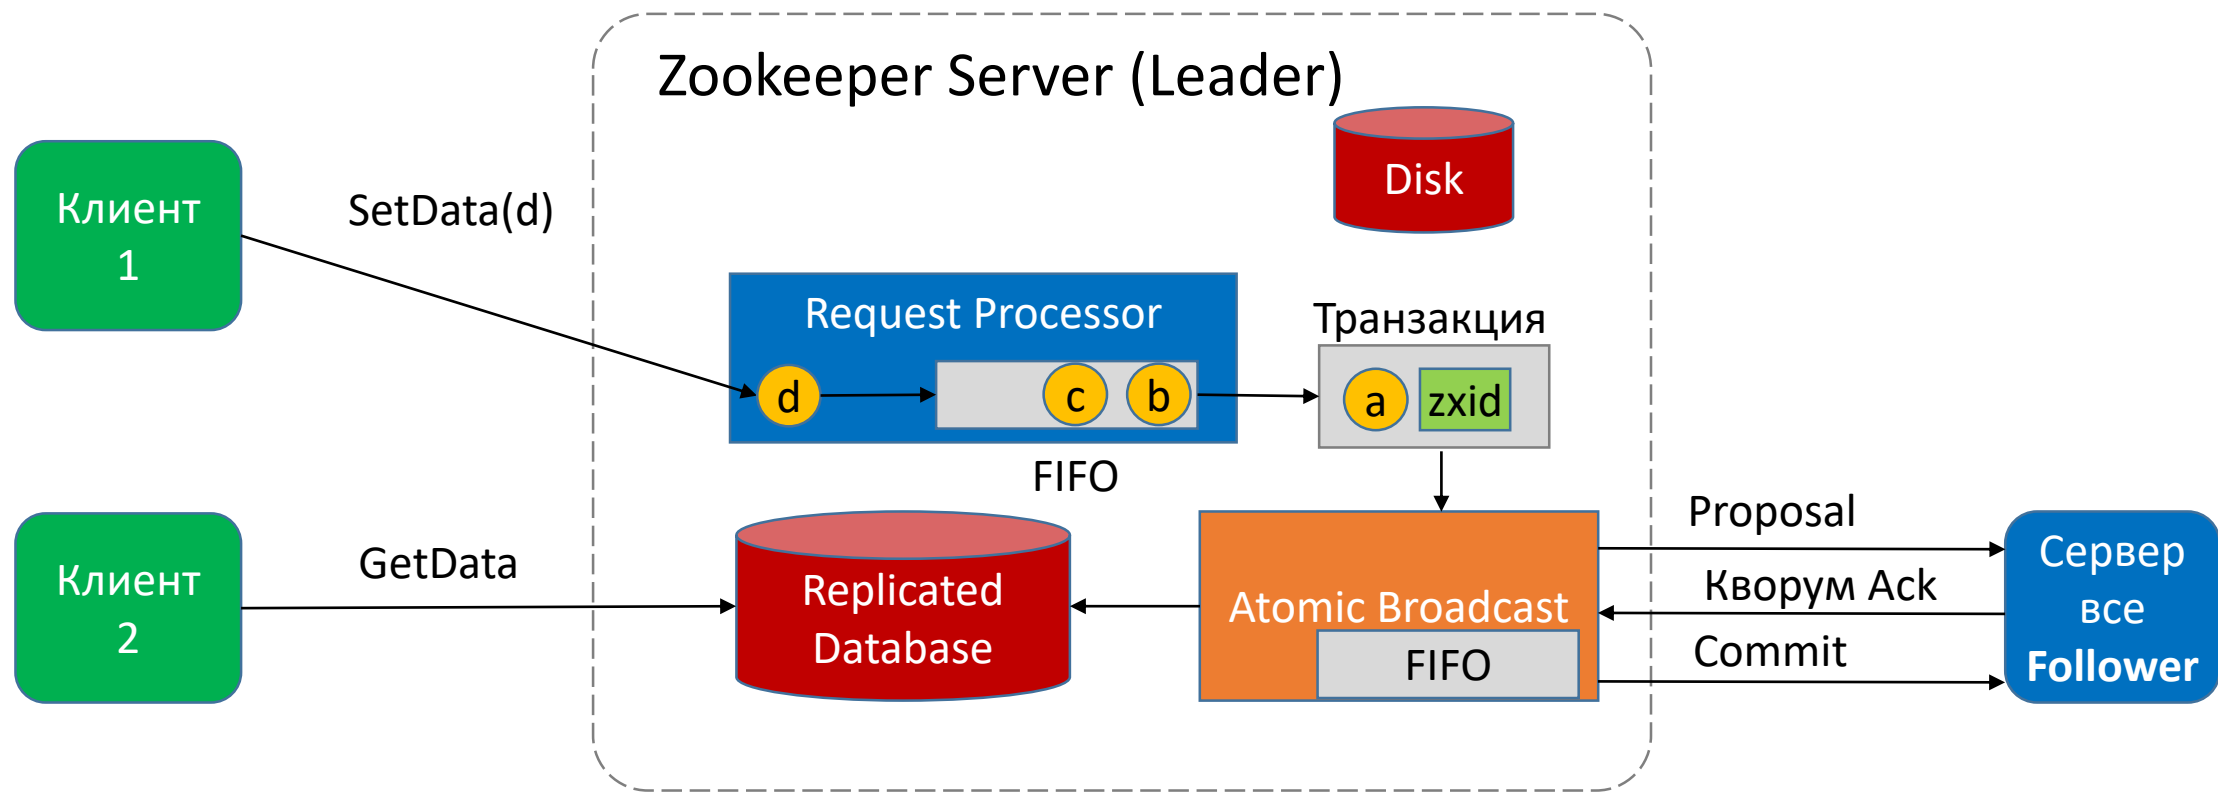 Zookeeper Server (Leader)
Disk
Клиент
1
SetData(d)
Request Processor
d
c
b
FIFO
Транзакция
a
zxid
Клиент
2
GetData
Replicated
Database
Atomic Broadcast
FIFO
Proposal
Кворум Ack
Commit
Сервер
все
Follower